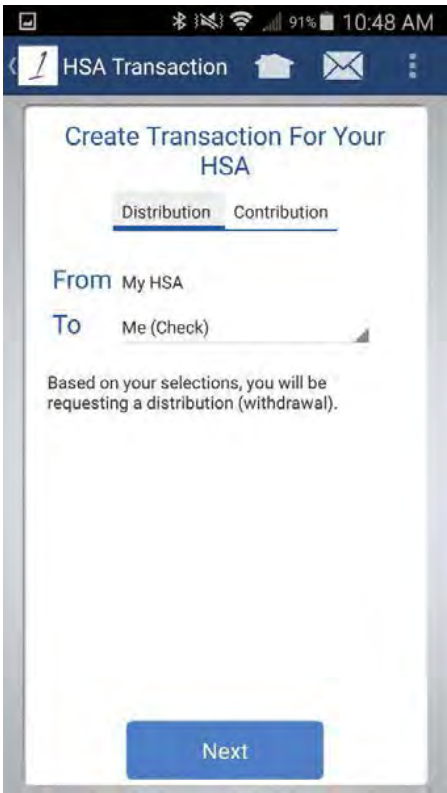 91% 10:48 AM
1 HSA Transaction
Create Transaction For Your
HSA
Distribution Contribution
From My HSA
To Me (Check)
Based on your selections, you will be
requesting a distribution (withdrawal).
Next